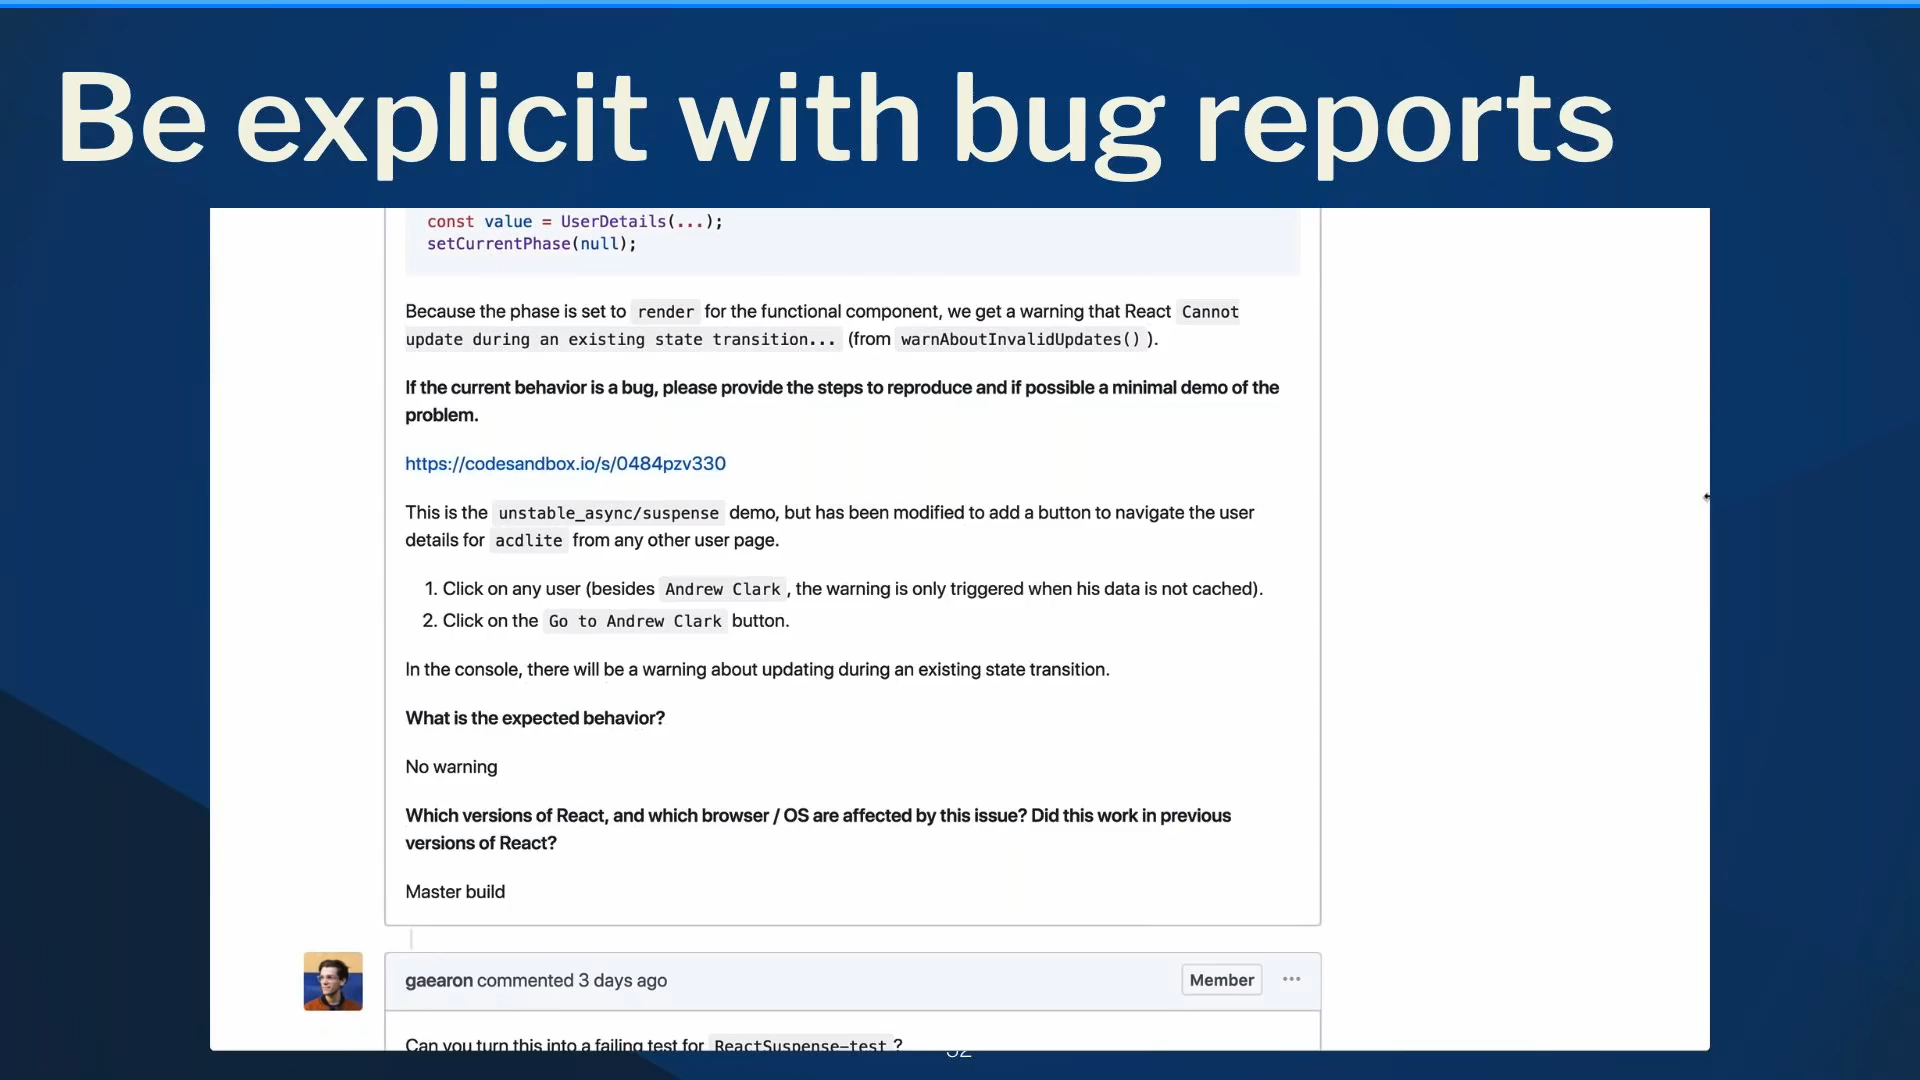 Be explicit with bug reports
const value = UserDetails(...);
setCurrentPhase(null);
Because the phase is set to render for the functional component, we get a warning that React Cannot
update during an existing state transition... (from warnAboutInvalidUpdates() ).
If the current behavior is a bug, please provide the steps to reproduce and if possible a minimal demo of the
problem.
https://codesandbox.io/s/0484pzv330
This is the unstable_async/suspense demo, but has been modified to add a button to navigate the user
details for acdlite from any other user page.
1. Click on any user (besides Andrew Clark , the warning is only triggered when his data is not cached).
2. Click on the Go to Andrew Clark button.
In the console, there will be a warning about updating during an existing state transition.
What is the expected behavior?
No warning
Which versions of React, and which browser / OS are affected by this issue? Did this work in previous
versions of React?
Master build
gaearon commented 3 days ago Member ...
Can you turn this into a failing test for ReactSuspense-test ?